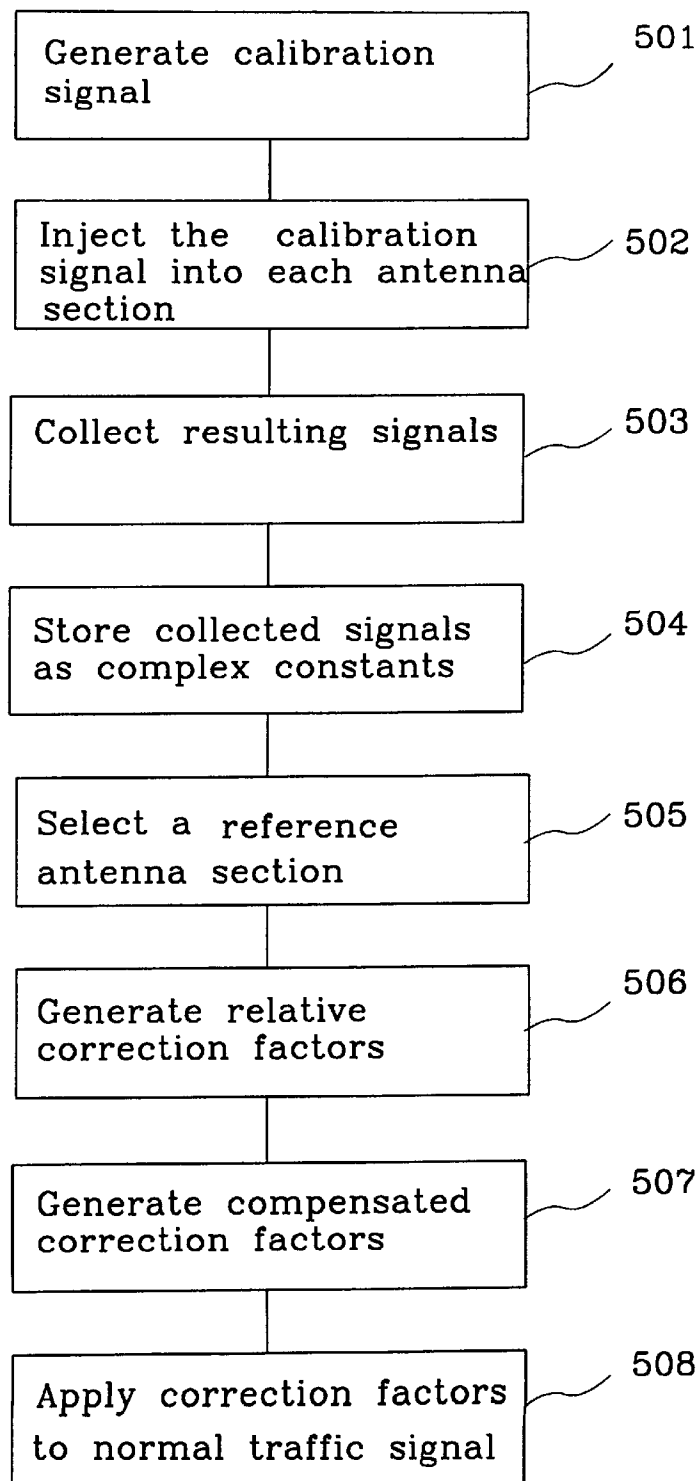 Generate calibration
signal
501
Inject the calibration
signal into each antenna
section
502
Collect resulting signals
503
Store collected signals
as complex constants
504
Select a reference
antenna section
505
Generate relative
correction factors
506
Generate compensated
correction factors
507
Apply correction factors
to normal traffic signal
508